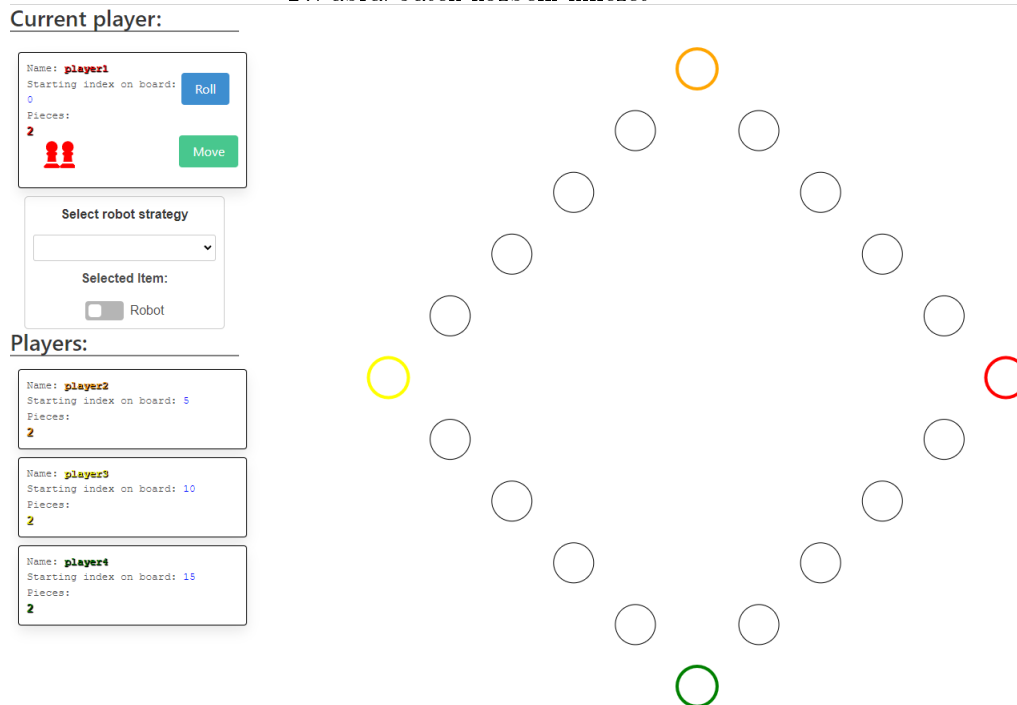 Current player:
Name: player1
Starting index on board:
0
Roll
Pieces:
2
Move
Select robot strategy
Selected Item:
Robot
Players:
Name: player2
Starting index on board: 5
Pieces:
2
Name: player3
Starting index on board: 10
Pieces:
2
Name: player4
Starting index on board: 15
Pieces:
2